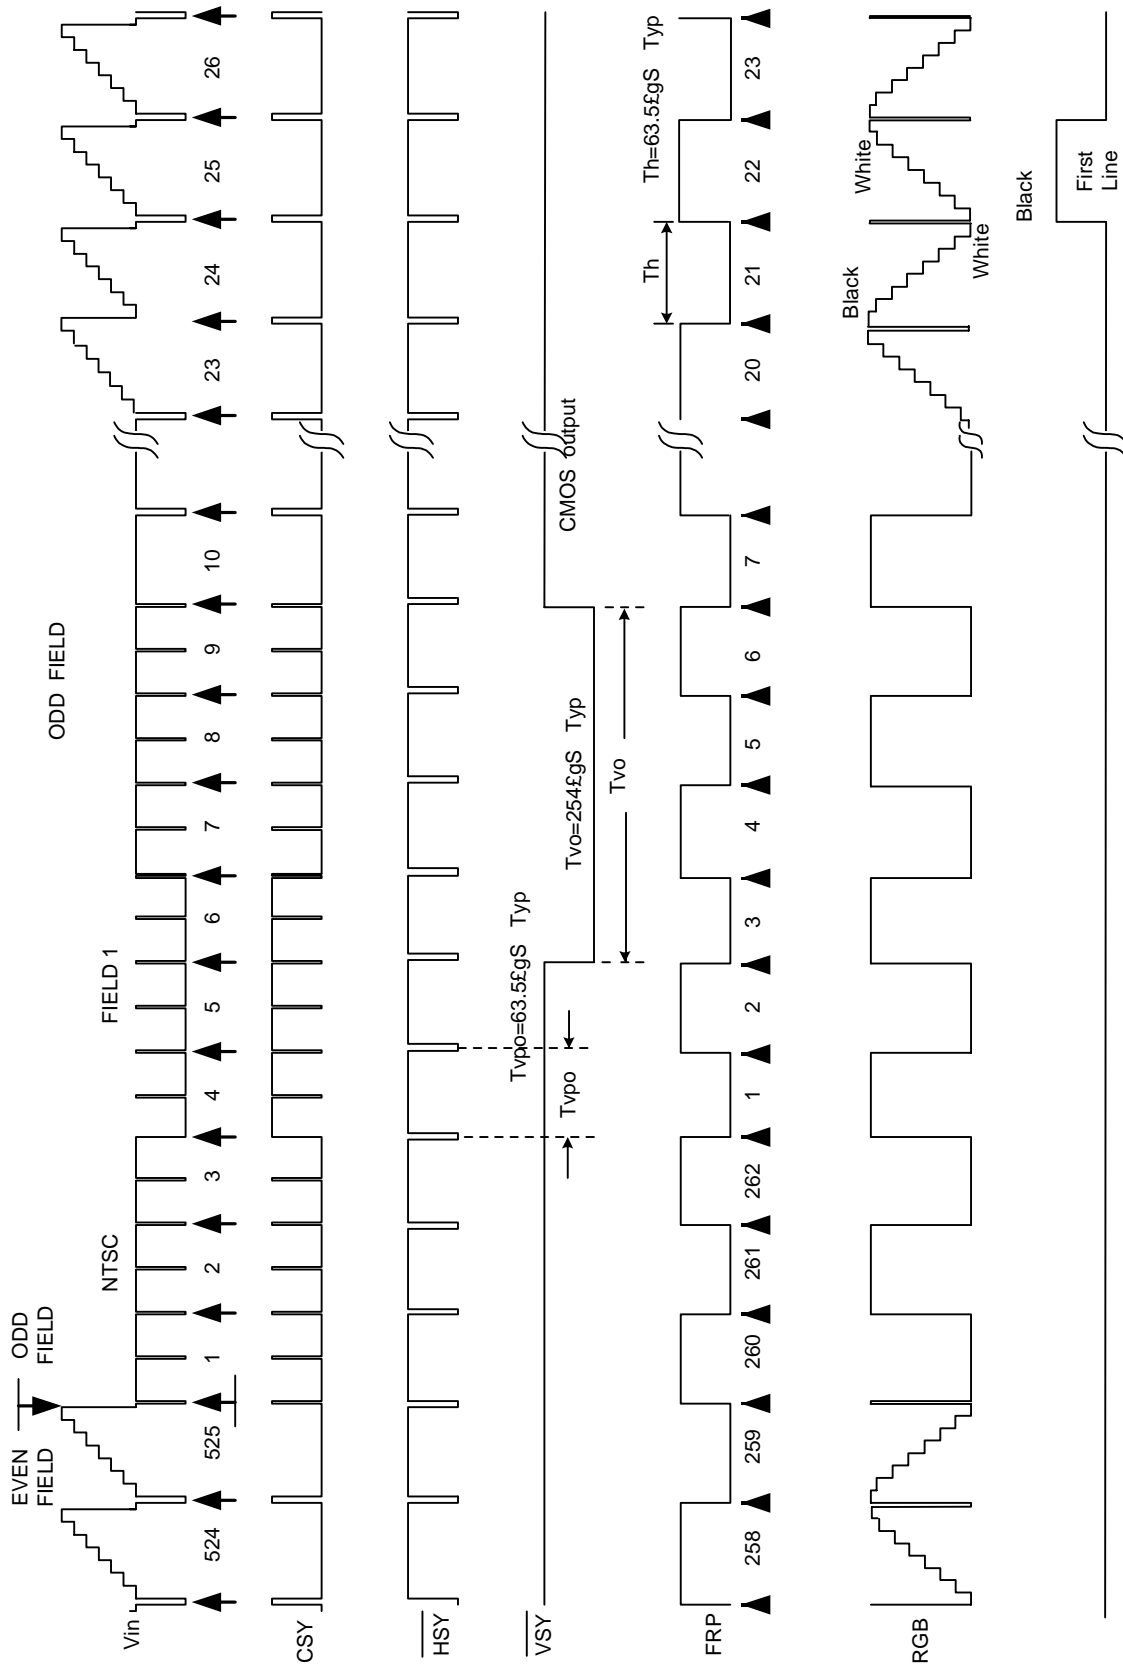 EVEN FIELD
ODD FIELD
NTSC
FIELD 1
ODD FIELD
Vin
524 525 1 2 3 4 5 6 7 8 9 10 23 24 25 26
CSY
HSY
VSY
Tvpo=63.5£gS Typ
Tvpo
Tvo=254£gS Typ
Tvo
CMOS output
Th=63.5£gS Typ
Th
FRP
258 259 260 261 262 1 2 3 4 5 6 7 20 21 22 23
RGB
Black
White
White
Black
First
Line